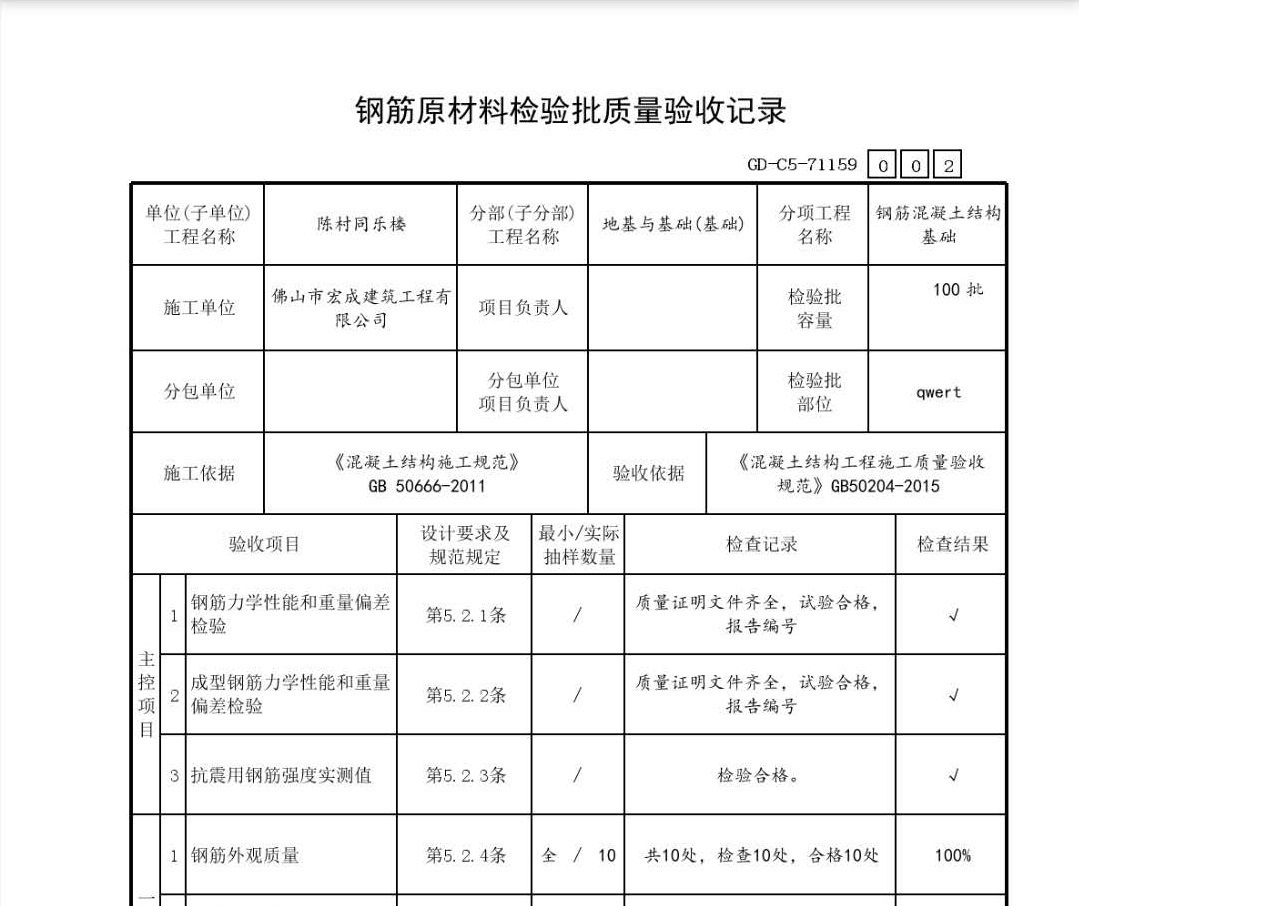 钢筋原材料检验批质量验收记录
GD-C5-71159 0 0 2
单位(子单位)
工程名称
陈村同乐楼
分部(子分部)
工程名称
地基与基础(基础)
分项工程
名称
钢筋混凝土结构
基础
施工单位
佛山市宏成建筑工程有
限公司
项目负责人
检验批
容量
100 批
分包单位
分包单位
项目负责人
检验批
部位
qwert
施工依据
《混凝土结构施工规范》
GB 50666-2011
验收依据
《混凝土结构工程施工质量验收
规范》GB50204-2015
验收项目
设计要求及
规范规定
最小/实际
抽样数量
检查记录
检查结果
主
控
项
目
1
钢筋力学性能和重量偏差
检验
第5.2.1条
/
质量证明文件齐全，试验合格，
报告编号
√
2
成型钢筋力学性能和重量
偏差检验
第5.2.2条
/
质量证明文件齐全，试验合格，
报告编号
√
3
抗震用钢筋强度实测值
第5.2.3条
/
检验合格。
√
一
1
钢筋外观质量
第5.2.4条
全 / 10
共10处，检查10处，合格10处
100%